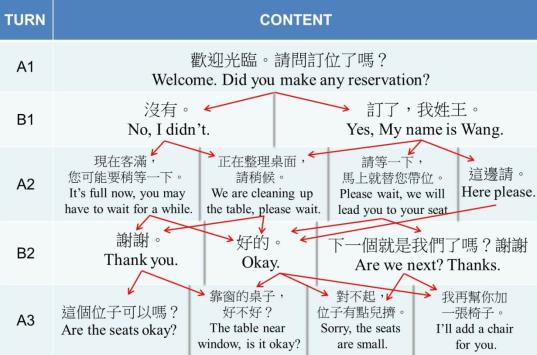 TURN
CONTENT
A1
歡迎光臨。請問訂位了嗎？
Welcome. Did you make any reservation?
B1
沒有。
No, I didn't.
訂了，我姓王。
Yes, My name is Wang.
A2
現在客滿，
您可能要稍等一下。
It's full now, you may
have to wait for a while.
正在整理桌面，
請稍候。
We are cleaning up
the table, please wait.
請等一下，
馬上就替您帶位。
Please wait, we will
lead you to your seat
這邊請。
Here please.
B2
謝謝。
Thank you.
好的。
Okay.
下一個就是我們了嗎？謝謝
Are we next? Thanks.
A3
這個位子可以嗎？
Are the seats okay?
靠窗的桌子，
好不好？
The table near
window, is it okay?
對不起，
位子有點兒擠。
Sorry, the seats
are small.
我再幫你加
一張椅子。
I'll add a chair
for you.